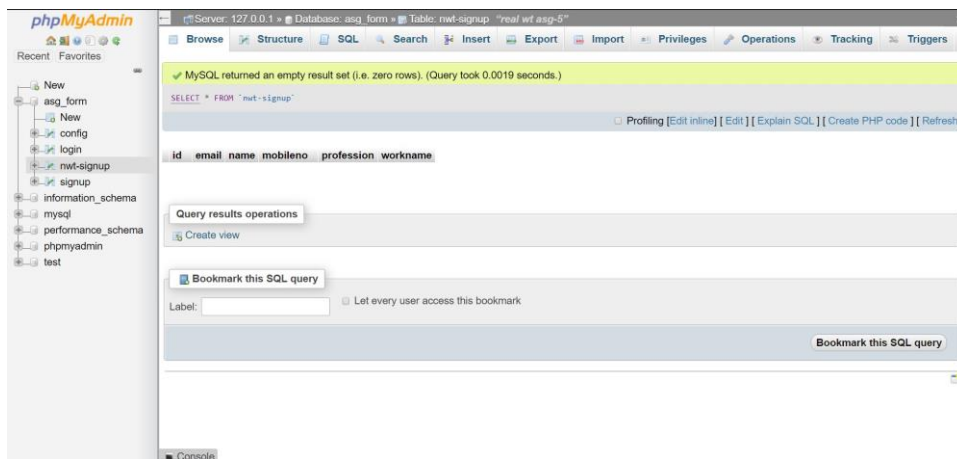 phpMyAdmin
Recent Favorites
New
asg_form
New
config
login
nwt-signup
signup
information_schema
mysql
performance_schema
phpmyadmin
test
Server: 127.0.0.1 » Database: asg_form » Table: nwt-signup "real wt asg-5"
Browse Structure SQL Search Insert Export Import Privileges Operations Tracking Triggers
MySQL returned an empty result set (i.e. zero rows). (Query took 0.0019 seconds.)
SELECT * FROM `nwt-signup`
Profiling [Edit inline] [ Edit ] [ Explain SQL ] [ Create PHP code ] [ Refresh
id email name mobileno profession workname
Query results operations
Create view
Bookmark this SQL query
Label: Let every user access this bookmark
Bookmark this SQL query
Console